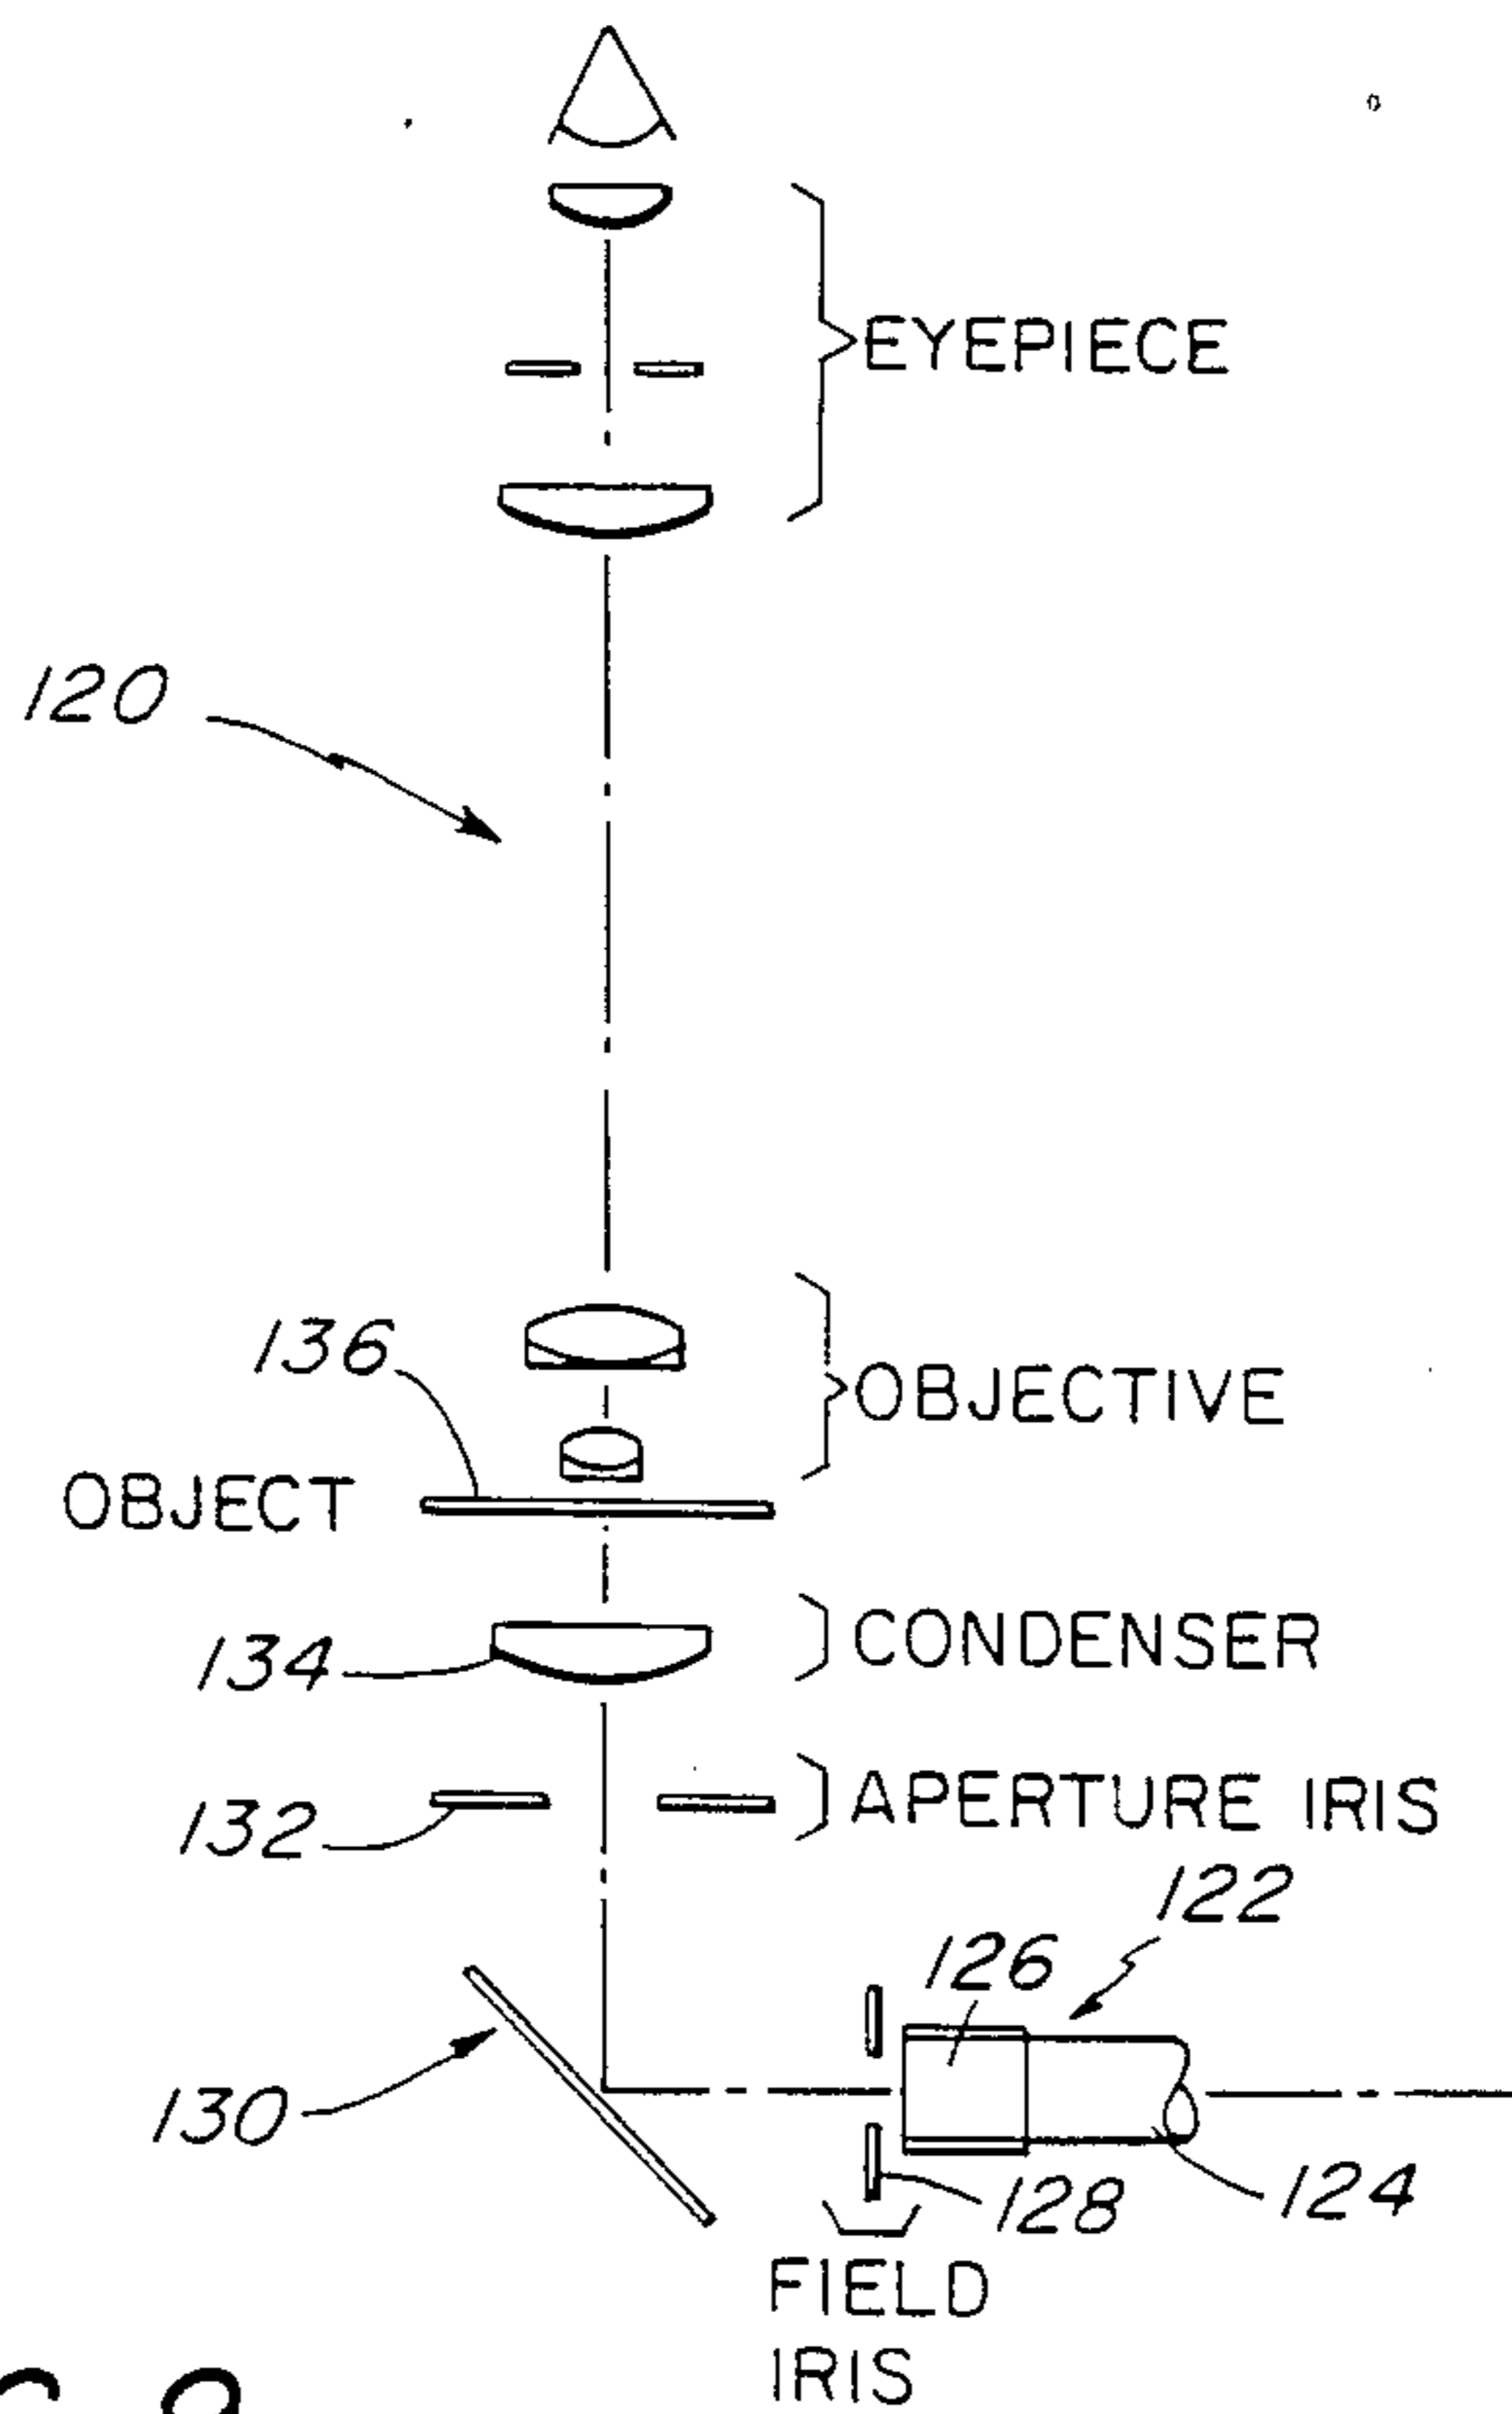 EYEPIECE
120
136
OBJECTIVE
OBJECT
CONDENSER
134
APERTURE IRIS
132
122
126
130
128
124
FIELD
IRIS